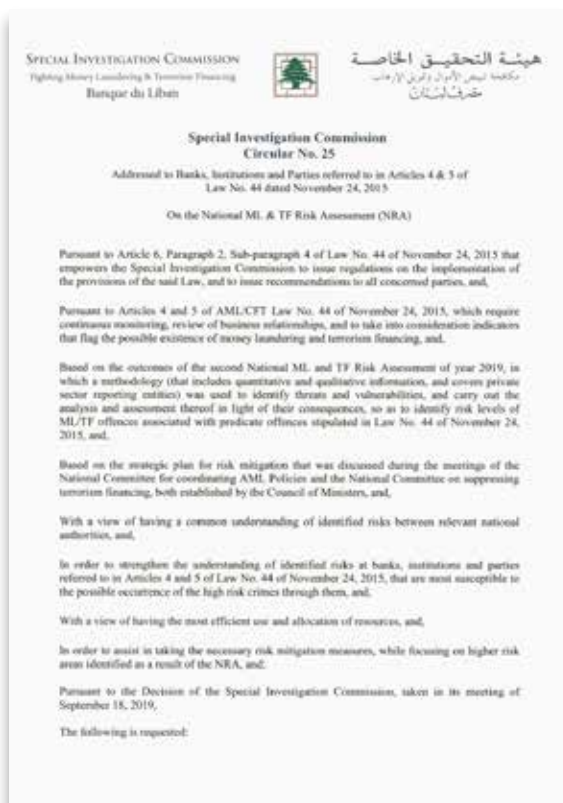 SPECIAL INVESTIGATION COMMISSION
Fighting Money Laundering & Terrorism Financing
Banque du Liban
هيئة التحقيق الخاصة
مكافحة تبييض الأموال وتمويل الإرهاب
مصرف لبنان
Special Investigation Commission
Circular No. 25
Addressed to Banks, Institutions and Parties referred to in Articles 4 & 5 of
Law No. 44 dated November 24, 2015
On the National ML & TF Risk Assessment (NRA)
Pursuant to Article 6, Paragraph 2, Sub-paragraph 4 of Law No. 44 of November 24, 2015 that
empowers the Special Investigation Commission to issue regulations on the implementation of
the provisions of the said Law, and to issue recommendations to all concerned parties, and,
Pursuant to Articles 4 and 5 of AML/CFT Law No. 44 of November 24, 2015, which require
continuous monitoring, review of business relationships, and to take into consideration indicators
that flag the possible existence of money laundering and terrorism financing, and,
Based on the outcomes of the second National ML and TF Risk Assessment of year 2019, in
which a methodology (that includes quantitative and qualitative information, and covers private
sector reporting entities) was used to identify threats and vulnerabilities, and carry out the
analysis and assessment thereof in light of their consequences, so as to identify risk levels of
ML/TF offences associated with predicate offences stipulated in Law No. 44 of November 24,
2015, and,
Based on the strategic plan for risk mitigation that was discussed during the meetings of the
National Committee for coordinating AML Policies and the National Committee on suppressing
terrorism financing, both established by the Council of Ministers, and,
With a view of having a common understanding of identified risks between relevant national
authorities, and,
In order to strengthen the understanding of identified risks at banks, institutions and parties
referred to in Articles 4 and 5 of Law No. 44 of November 24, 2015, that are most susceptible to
the possible occurrence of the high risk crimes through them, and,
With a view of having the most efficient use and allocation of resources, and,
In order to assist in taking the necessary risk mitigation measures, while focusing on higher risk
areas identified as a result of the NRA, and;
Pursuant to the Decision of the Special Investigation Commission, taken in its meeting of
September 18, 2019,
The following is requested: